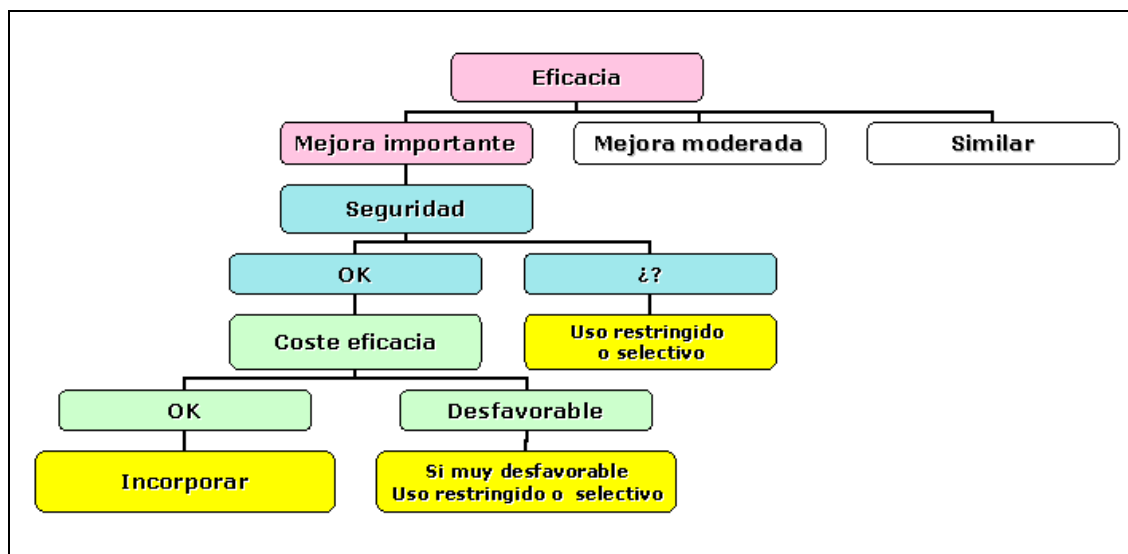 Eficacia
Mejora importante
Mejora moderada
Similar
Seguridad
OK
¿?
Coste eficacia
Uso restringido
o selectivo
OK
Desfavorable
Incorporar
Si muy desfavorable
Uso restringido o selectivo